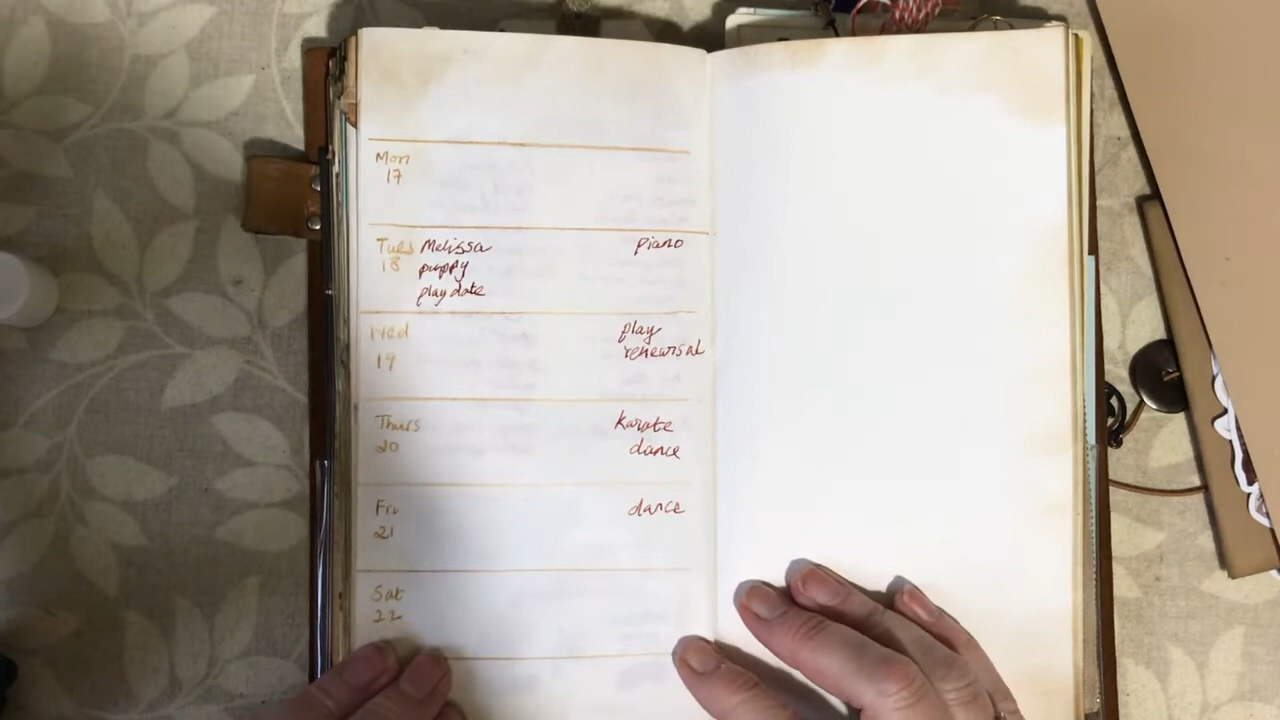 Mon
17
Tues Melissa piano
18 puppy
play date
Wed play
19 rehearsal
Thurs karate
20 dance
Fri dance
21
Sat
22